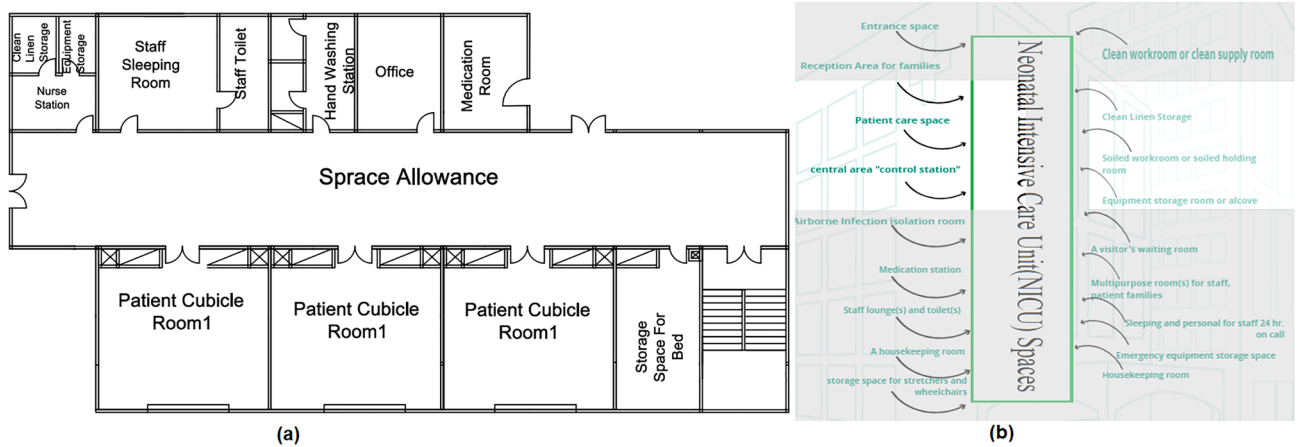 Clean
Linen
Storage
Equipment
Storage
Nurse
Station
Staff
Sleeping
Room
Staff Toilet
Hand Washing
Station
Office
Medication
Room
Sprace Allowance
Patient Cubicle
Room1
Patient Cubicle
Room1
Patient Cubicle
Room1
Storage
Space For
Bed
(a)
Entrance space
Reception Area for families
Patient care space
central area "control station"
Airborne Infection isolation room
Medication station
Staff lounge(s) and toilet(s)
A housekeeping room
storage space for stretchers and
wheelchairs
Neonatal Intensive Care Unit(NICU) Spaces
Clean workroom or clean supply room
Clean Linen Storage
Soiled workroom or soiled holding
room
Equipment storage room or alcove
A visitor's waiting room
Multipurpose room(s) for staff,
patient families
Sleeping and personal for staff 24 hr.
on call
Emergency equipment storage space
Housekeeping room
(b)